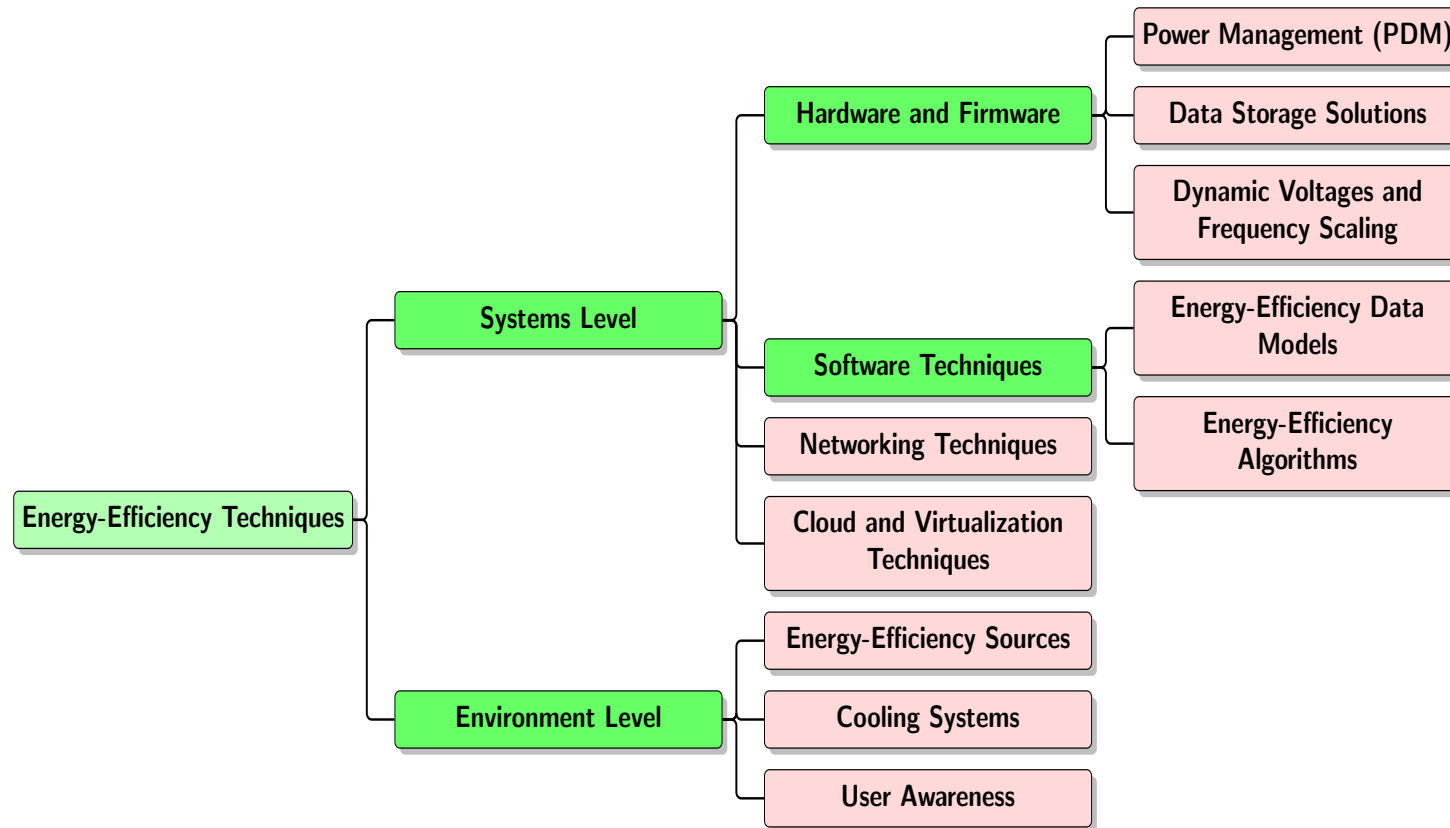 Power Management (PDM)
Hardware and Firmware
Data Storage Solutions
Dynamic Voltages and
Frequency Scaling
Systems Level
Energy-Efficiency Data
Models
Software Techniques
Networking Techniques
Energy-Efficiency
Algorithms
Energy-Efficiency Techniques
Cloud and Virtualization
Techniques
Energy-Efficiency Sources
Environment Level
Cooling Systems
User Awareness